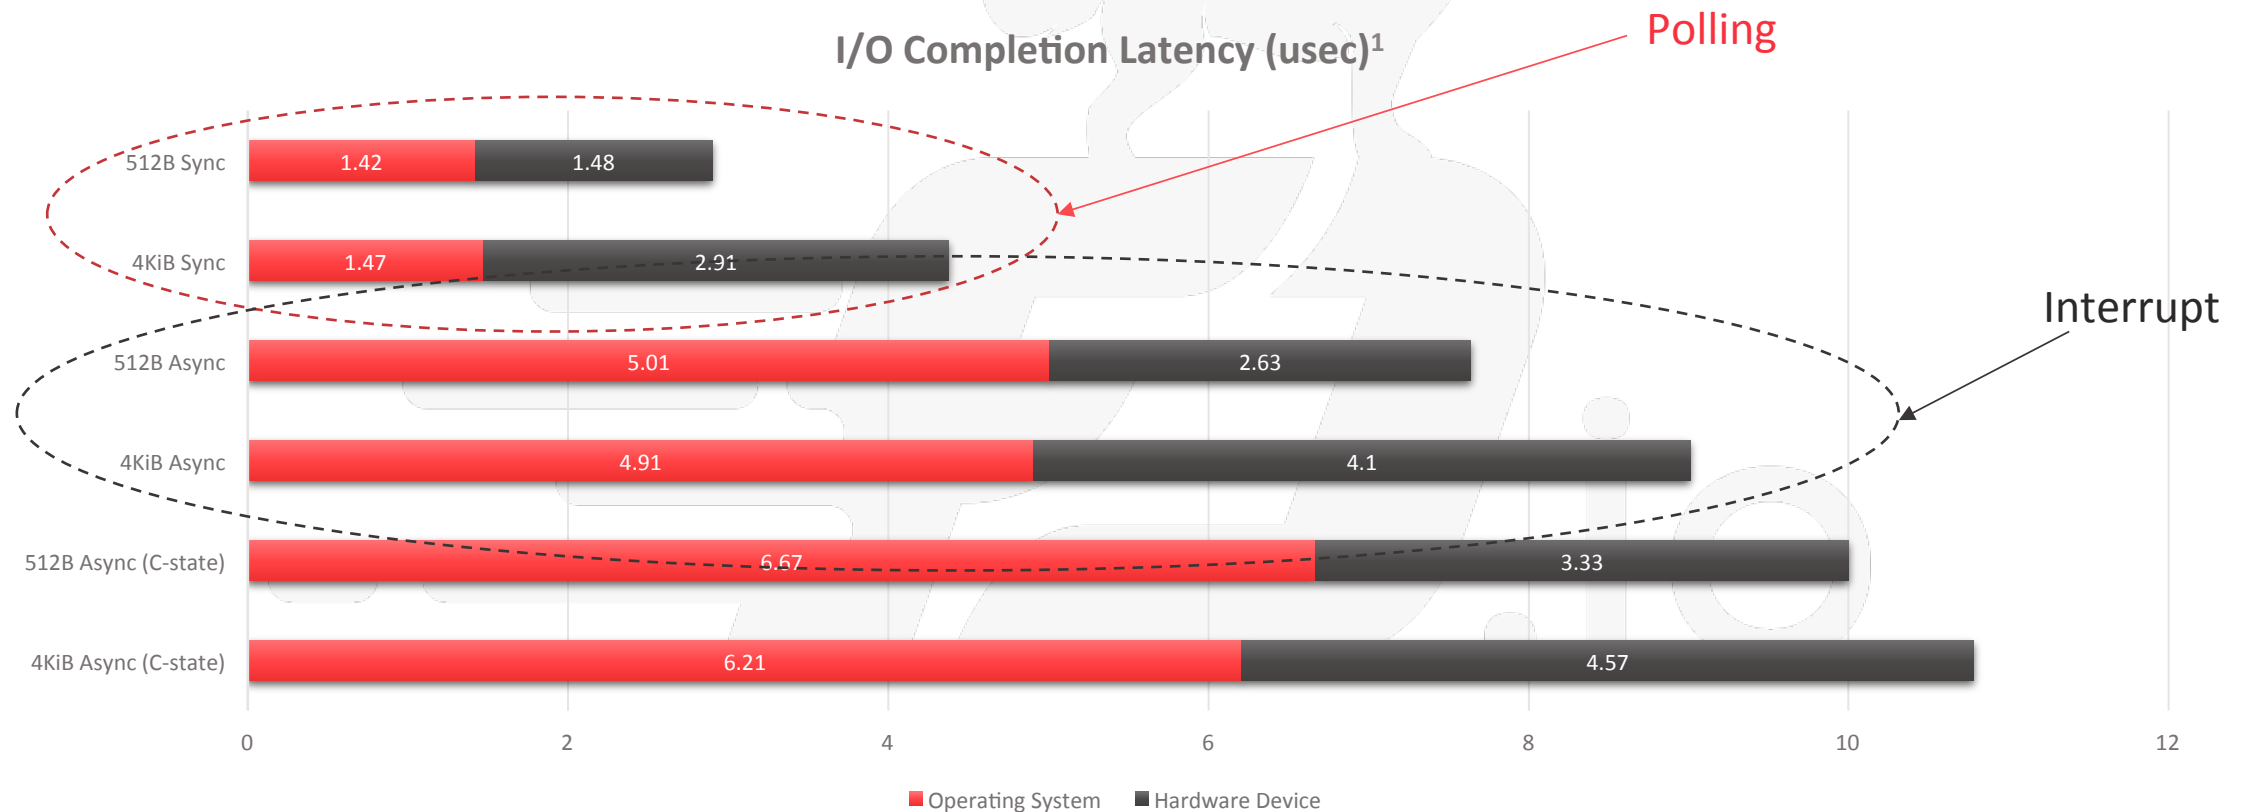 I/O Completion Latency (usec)1
Polling
512B Sync
1.42
1.48
4KiB Sync
1.47
2.91
Interrupt
512B Async
5.01
2.63
4KiB Async
4.91
4.1
512B Async (C-state)
6.67
3.33
4KiB Async (C-state)
6.21
4.57
0 2 4 6 8 10 12
Operating System Hardware Device
.io